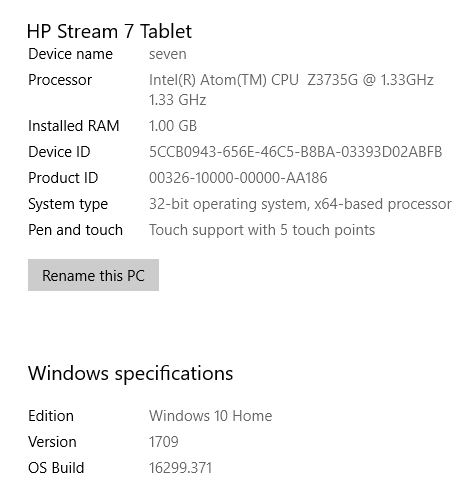 HP Stream 7 Tablet
Device name seven
Processor Intel(R) Atom(TM) CPU Z3735G @ 1.33GHz
1.33 GHz
Installed RAM 1.00 GB
Device ID 5CCB0943-656E-46C5-B8BA-03393D02ABFB
Product ID 00326-10000-00000-AA186
System type 32-bit operating system, x64-based processor
Pen and touch Touch support with 5 touch points
Rename this PC
Windows specifications
Edition Windows 10 Home
Version 1709
OS Build 16299.371